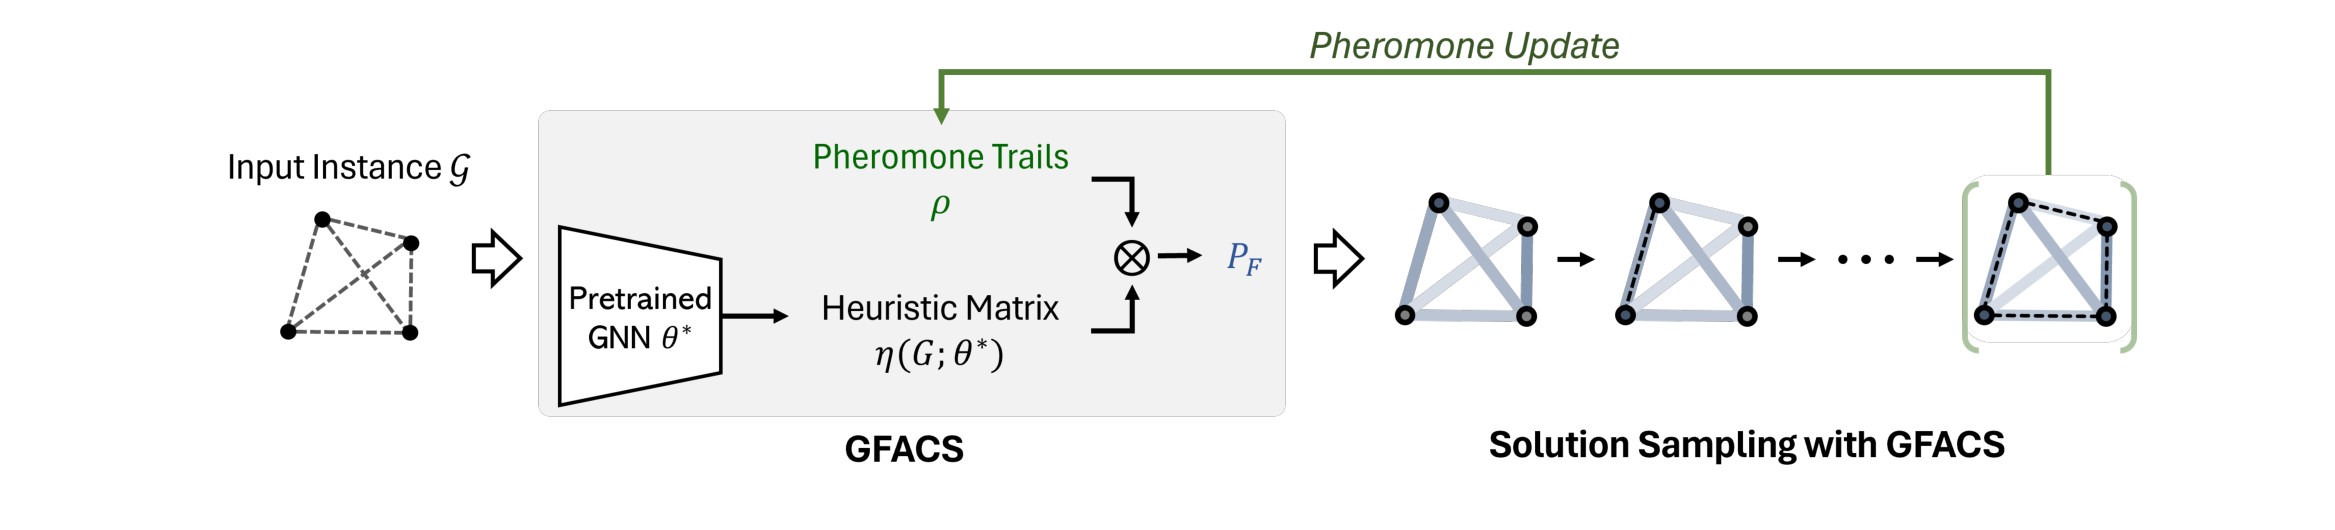 Pheromone Update
Input Instance 𝒢
Pheromone Trails
ρ
Pretrained
GNN θ*
Heuristic Matrix
η(G; θ*)
P_F
GFACS
Solution Sampling with GFACS